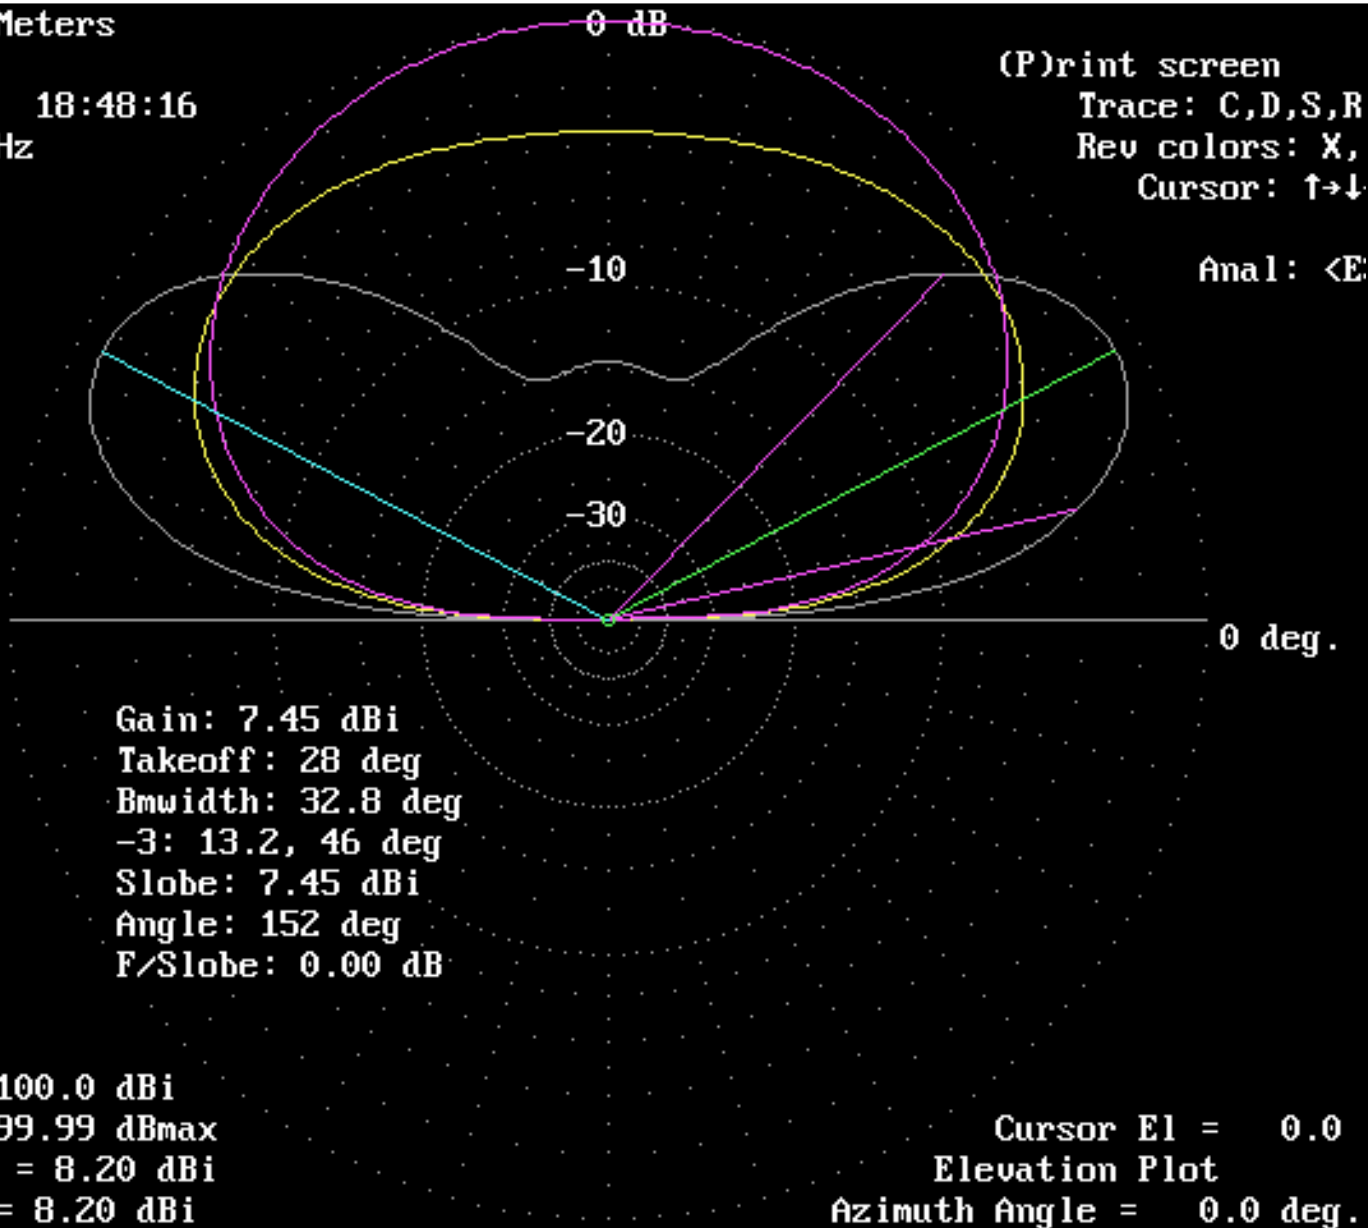 Meters
0 dB
(P)rint screen
18:48:16
Trace: C,D,S,R
Hz
Rev colors: X,
Cursor: ↑→↓
-10
Anal: <E
-20
-30
0 deg.
Gain: 7.45 dBi
Takeoff: 28 deg
Bmwidth: 32.8 deg
-3: 13.2, 46 deg
Slobe: 7.45 dBi
Angle: 152 deg
F/Slobe: 0.00 dB
100.0 dBi
99.99 dBmax
Cursor El = 0.0
= 8.20 dBi
Elevation Plot
= 8.20 dBi
Azimuth Angle = 0.0 deg.